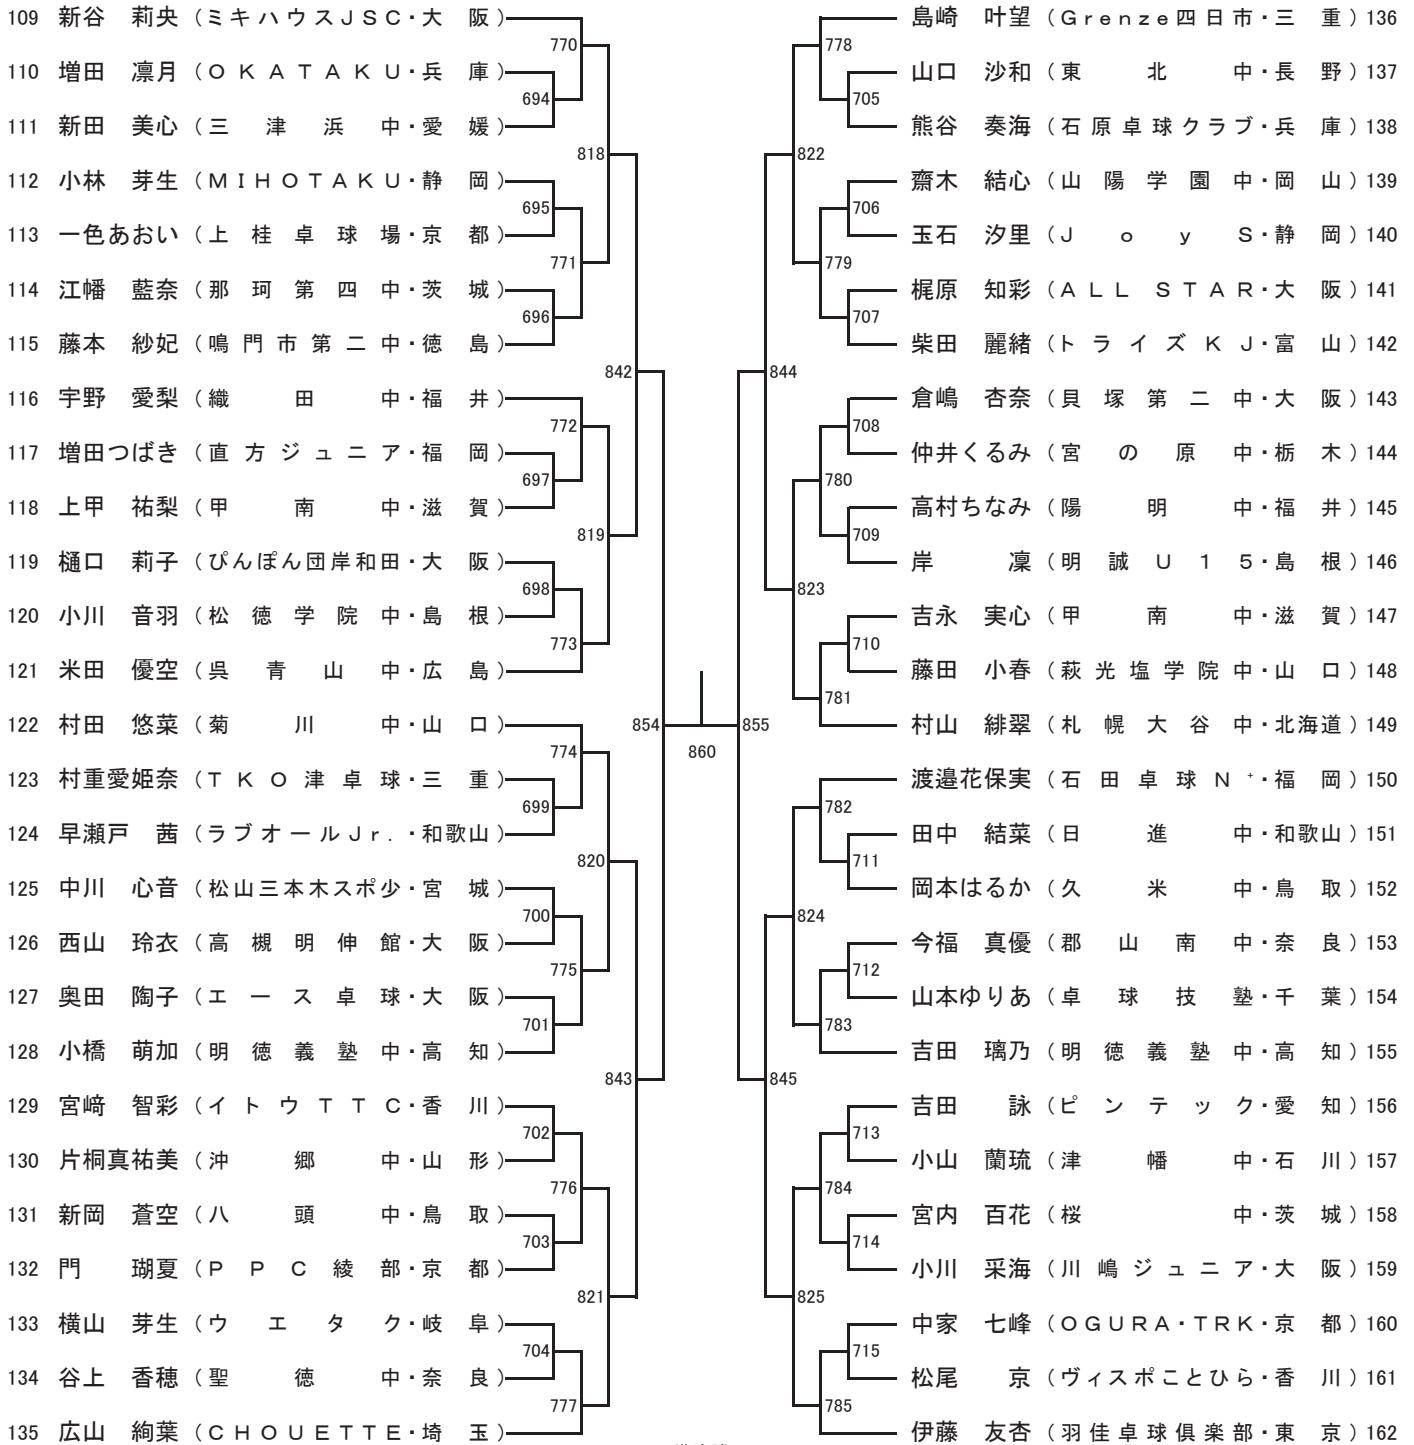 109 新谷 莉央 (ミキハウスJSC・大 阪)
110 増田 凛月 (OKATAKU・兵 庫)
111 新田 美心 (三津浜中・愛 媛)
112 小林 芽生 (MIHOTAKU・静 岡)
113 一色あおい (上桂卓球場・京 都)
114 江幡 藍奈 (那珂第四中・茨 城)
115 藤本 紗妃 (鳴門市第二中・徳 島)
116 宇野 愛梨 (織田中・福 井)
117 増田つばき (直方ジュニア・福 岡)
118 上甲 祐梨 (甲南中・滋 賀)
119 樋口 莉子 (ぴんぽん団岸和田・大 阪)
120 小川 音羽 (松徳学院中・島 根)
121 米田 優空 (呉青山中・広 島)
122 村田 悠菜 (菊川中・山 口)
123 村重愛姫奈 (TKO津卓球・三 重)
124 早瀬戸 茜 (ラブオールJr.・和歌山)
125 中川 心音 (松山三本木スポ少・宮 城)
126 西山 玲衣 (高槻明伸館・大 阪)
127 奥田 陶子 (エース卓球・大 阪)
128 小橋 萌加 (明徳義塾中・高 知)
129 宮﨑 智彩 (イトウTTC・香 川)
130 片桐真祐美 (沖郷中・山 形)
131 新岡 蒼空 (八頭中・鳥 取)
132 門 瑚夏 (PPC綾部・京 都)
133 横山 芽生 (ウエタク・岐 阜)
134 谷上 香穂 (聖徳中・奈 良)
135 広山 絢葉 (CHOUETTE・埼 玉)
770
694
818
695
771
696
842
772
697
819
698
773
854
774
699
820
700
775
701
843
702
776
703
821
704
777
860
778
705
822
706
779
707
844
708
780
709
823
710
781
855
782
711
824
712
783
845
713
784
714
825
715
785
島崎 叶望 (Grenze四日市・三 重) 136
山口 沙和 (東北中・長 野) 137
熊谷 奏海 (石原卓球クラブ・兵 庫) 138
齋木 結心 (山陽学園中・岡 山) 139
玉石 汐里 (JoyS・静 岡) 140
梶原 知彩 (ALL STAR・大 阪) 141
柴田 麗緒 (トライズKJ・富 山) 142
倉嶋 杏奈 (貝塚第二中・大 阪) 143
仲井くるみ (宮の原中・栃 木) 144
高村ちなみ (陽明中・福 井) 145
岸 凜 (明誠U15・島 根) 146
吉永 実心 (甲南中・滋 賀) 147
藤田 小春 (萩光塩学院中・山 口) 148
村山 緋翠 (札幌大谷中・北海道) 149
渡邉花保実 (石田卓球N⁺・福 岡) 150
田中 結菜 (日進中・和歌山) 151
岡本はるか (久米中・鳥 取) 152
今福 真優 (郡山南中・奈 良) 153
山本ゆりあ (卓球技塾・千 葉) 154
吉田 璃乃 (明徳義塾中・高 知) 155
吉田 詠 (ピンテック・愛 知) 156
小山 蘭琉 (津幡中・石 川) 157
宮内 百花 (桜中・茨 城) 158
小川 采海 (川嶋ジュニア・大 阪) 159
中家 七峰 (OGURA・TRK・京 都) 160
松尾 京 (ヴィスポことひら・香 川) 161
伊藤 友杏 (羽佳卓球倶楽部・東 京) 162